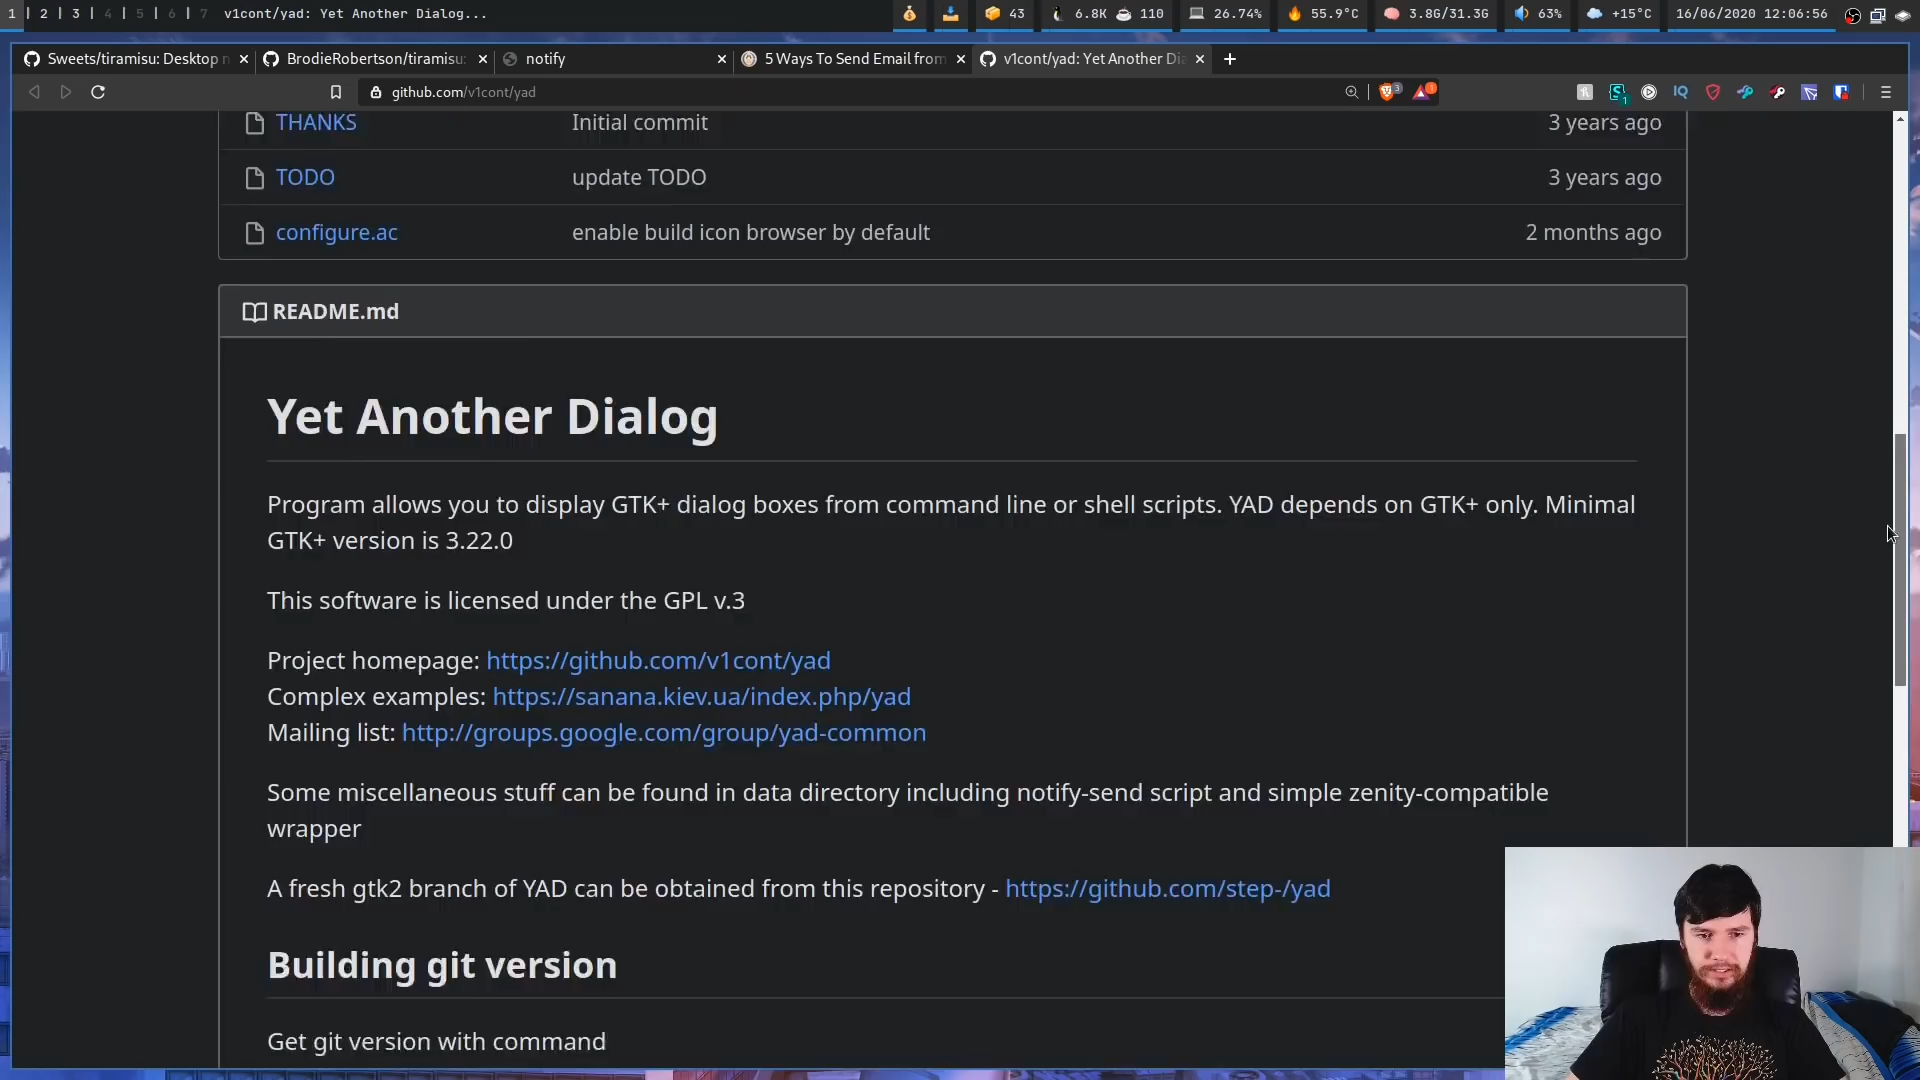 1 | 2 | 3 | 4 | 5 | 6 | 7 v1cont/yad: Yet Another Dialog... 43 6.8K 110 26.74% 55.9°C 3.8G/31.3G 63% +15°C 16/06/2020 12:06:56
Sweets/tiramisu: Desktop n BrodieRobertson/tiramisu: notify 5 Ways To Send Email from v1cont/yad: Yet Another Dia
github.com/v1cont/yad
THANKS Initial commit 3 years ago
TODO update TODO 3 years ago
configure.ac enable build icon browser by default 2 months ago
README.md
Yet Another Dialog
Program allows you to display GTK+ dialog boxes from command line or shell scripts. YAD depends on GTK+ only. Minimal
GTK+ version is 3.22.0
This software is licensed under the GPL v.3
Project homepage: https://github.com/v1cont/yad
Complex examples: https://sanana.kiev.ua/index.php/yad
Mailing list: http://groups.google.com/group/yad-common
Some miscellaneous stuff can be found in data directory including notify-send script and simple zenity-compatible
wrapper
A fresh gtk2 branch of YAD can be obtained from this repository - https://github.com/step-/yad
Building git version
Get git version with command